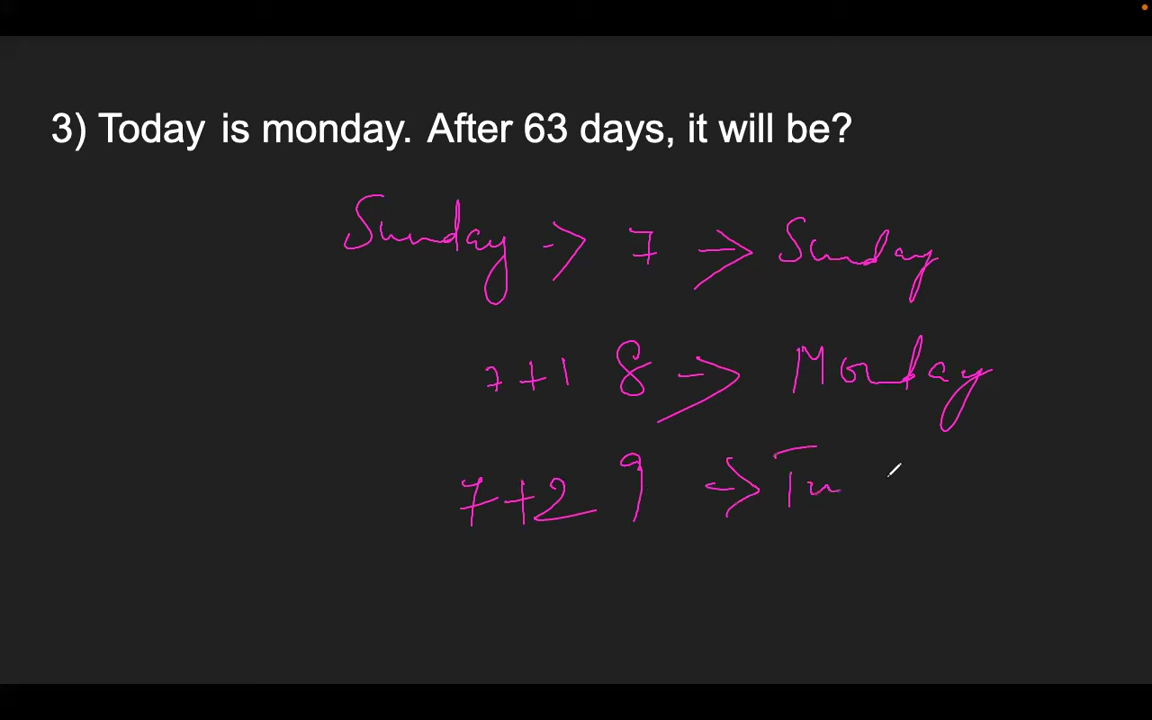 3) Today is monday. After 63 days, it will be?
Sunday -> 7 -> Sunday
7+1 8 -> Monday
7+2 9 -> Tu